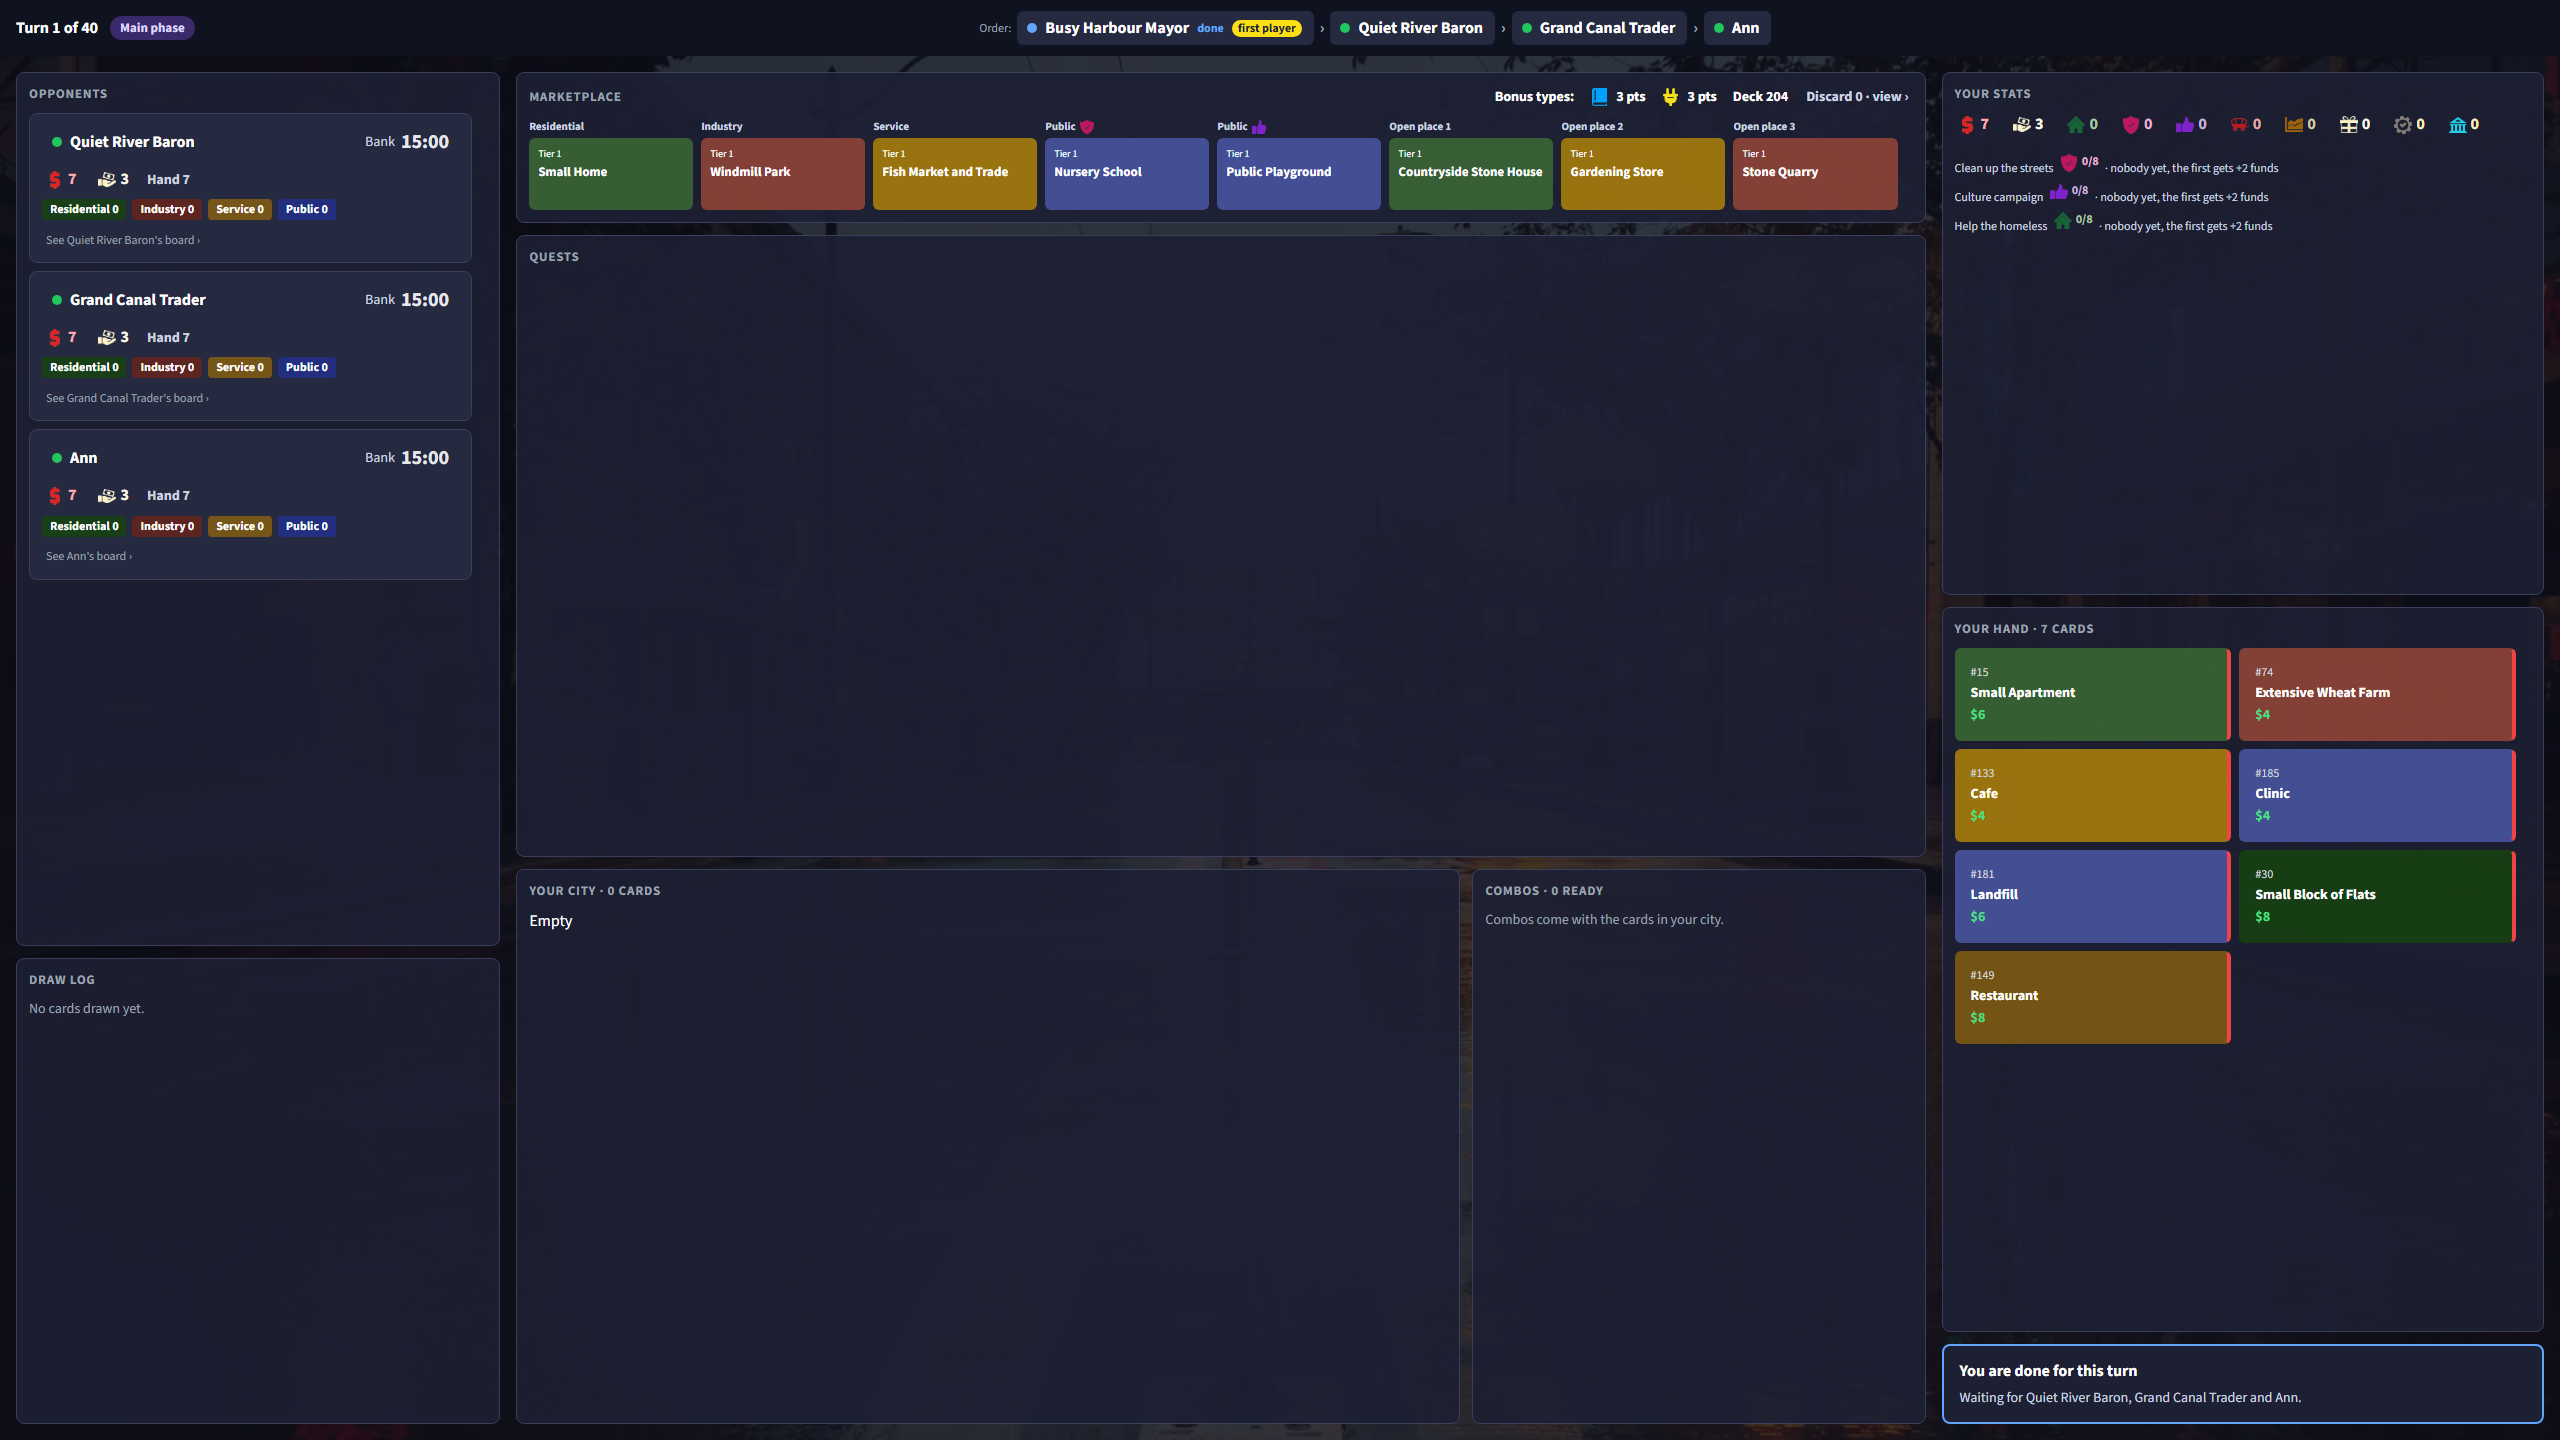 Turn 1 of 40 Main phase
Order: Busy Harbour Mayor done first player › Quiet River Baron › Grand Canal Trader › Ann
OPPONENTS
Quiet River Baron Bank 15:00
7 3 Hand 7
Residential 0 Industry 0 Service 0 Public 0
See Quiet River Baron's board ›
Grand Canal Trader Bank 15:00
7 3 Hand 7
Residential 0 Industry 0 Service 0 Public 0
See Grand Canal Trader's board ›
Ann Bank 15:00
7 3 Hand 7
Residential 0 Industry 0 Service 0 Public 0
See Ann's board ›
DRAW LOG
No cards drawn yet.
MARKETPLACE
Bonus types: 3 pts 3 pts Deck 204 Discard 0 · view ›
Residential Industry Service Public Public Open place 1 Open place 2 Open place 3
Tier 1 Tier 1 Tier 1 Tier 1 Tier 1 Tier 1 Tier 1 Tier 1
Small Home Windmill Park Fish Market and Trade Nursery School Public Playground Countryside Stone House Gardening Store Stone Quarry
QUESTS
YOUR CITY · 0 CARDS
Empty
COMBOS · 0 READY
Combos come with the cards in your city.
YOUR STATS
7 3 0 0 0 0 0 0 0 0
Clean up the streets 0/8 · nobody yet, the first gets +2 funds
Culture campaign 0/8 · nobody yet, the first gets +2 funds
Help the homeless 0/8 · nobody yet, the first gets +2 funds
YOUR HAND · 7 CARDS
#15
Small Apartment
$6
#74
Extensive Wheat Farm
$4
#133
Cafe
$4
#185
Clinic
$4
#181
Landfill
$6
#30
Small Block of Flats
$8
#149
Restaurant
$8
You are done for this turn
Waiting for Quiet River Baron, Grand Canal Trader and Ann.